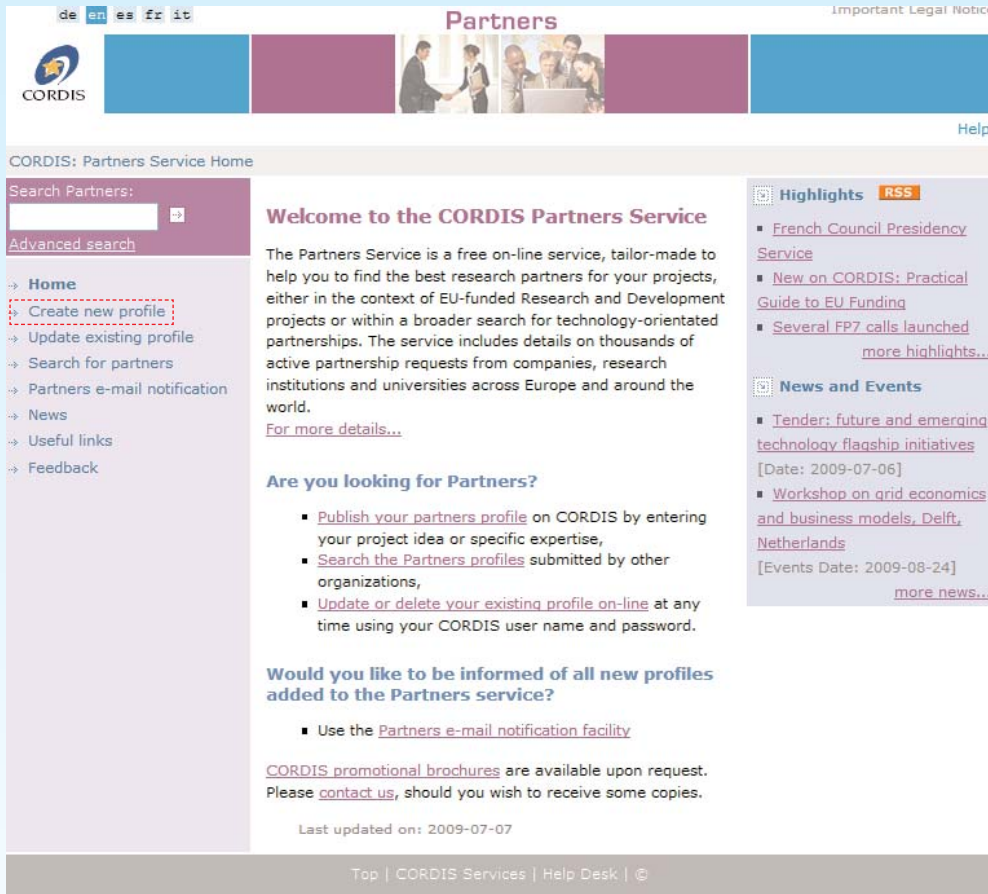 de en es fr it
Partners
Important Legal Notice
CORDIS
Help
CORDIS: Partners Service Home
Search Partners:
Advanced search
Home
Create new profile
Update existing profile
Search for partners
Partners e-mail notification
News
Useful links
Feedback
Welcome to the CORDIS Partners Service
The Partners Service is a free on-line service, tailor-made to
help you to find the best research partners for your projects,
either in the context of EU-funded Research and Development
projects or within a broader search for technology-orientated
partnerships. The service includes details on thousands of
active partnership requests from companies, research
institutions and universities across Europe and around the
world.
For more details...
Are you looking for Partners?
Publish your partners profile on CORDIS by entering
your project idea or specific expertise,
Search the Partners profiles submitted by other
organizations,
Update or delete your existing profile on-line at any
time using your CORDIS user name and password.
Would you like to be informed of all new profiles
added to the Partners service?
Use the Partners e-mail notification facility
CORDIS promotional brochures are available upon request.
Please contact us, should you wish to receive some copies.
Last updated on: 2009-07-07
Highlights RSS
French Council Presidency
Service
New on CORDIS: Practical
Guide to EU Funding
Several FP7 calls launched
more highlights...
News and Events
Tender: future and emerging
technology flagship initiatives
[Date: 2009-07-06]
Workshop on grid economics
and business models, Delft,
Netherlands
[Events Date: 2009-08-24]
more news...
Top | CORDIS Services | Help Desk | ©